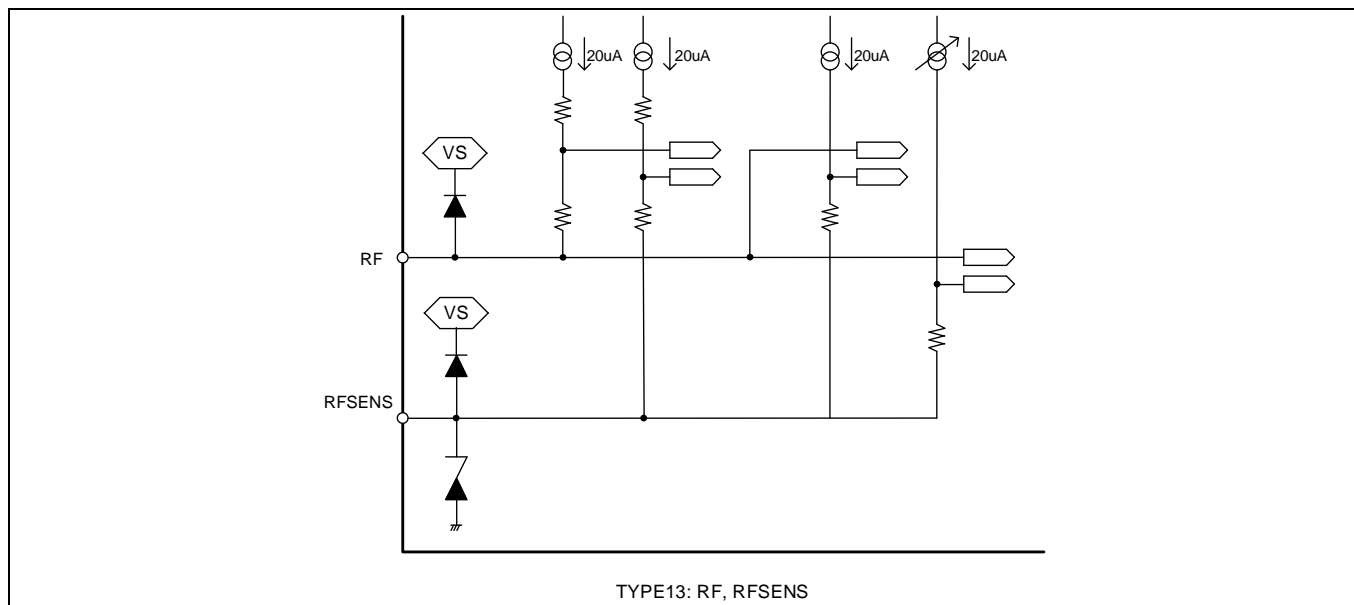 20uA 20uA 20uA 20uA
VS
RF
VS
RFSENS
TYPE13: RF, RFSENS